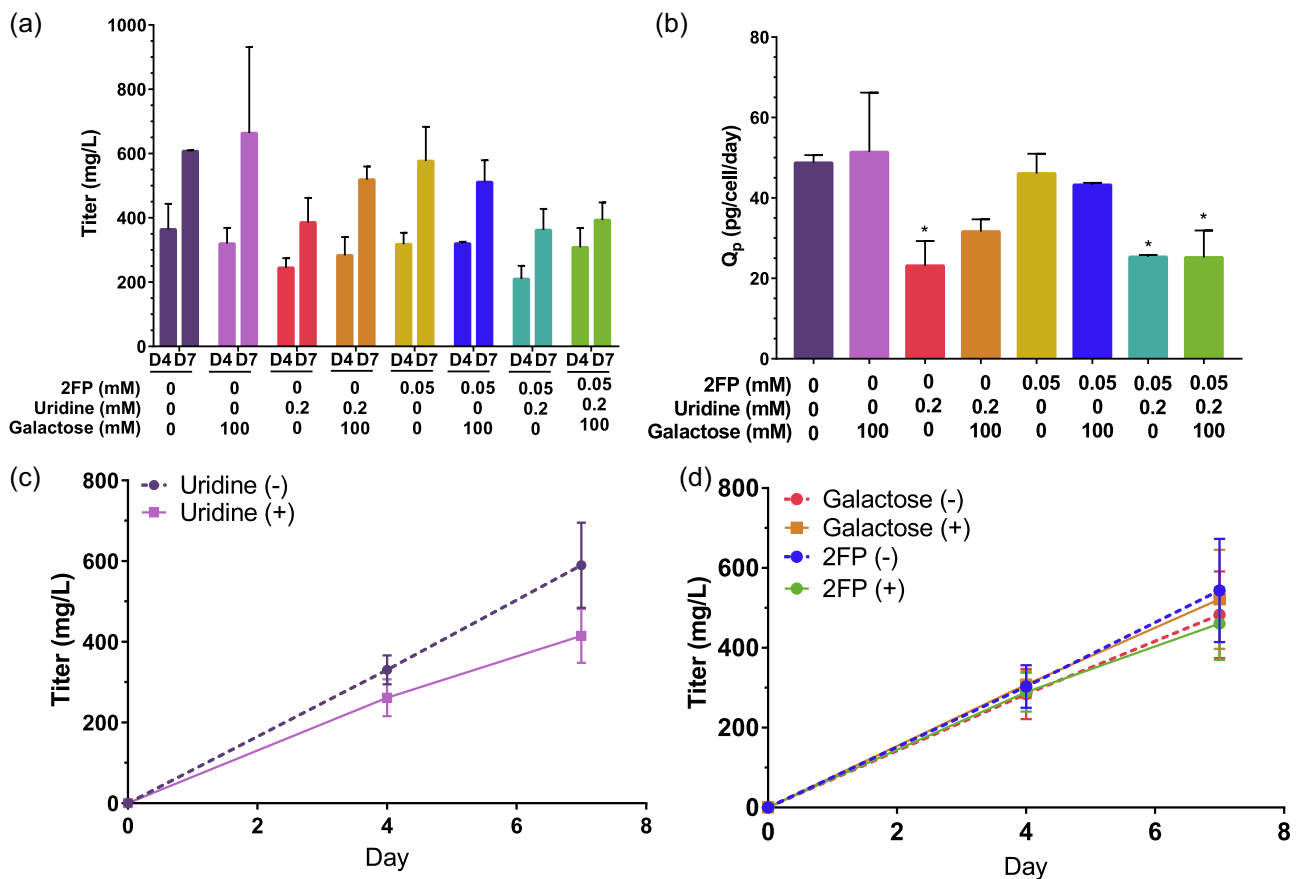 (a)
1000
800
600
400
200
0
Titer (mg/L)
D4 D7 D4 D7 D4 D7 D4 D7 D4 D7 D4 D7 D4 D7 D4 D7
2FP (mM) 0 0 0 0 0.05 0.05 0.05 0.05
Uridine (mM) 0 0 0.2 0.2 0 0 0.2 0.2
Galactose (mM) 0 100 0 100 0 100 0 100
(b)
80
60
40
20
0
Qp (pg/cell/day)
* * *
2FP (mM) 0 0 0 0 0.05 0.05 0.05 0.05
Uridine (mM) 0 0 0.2 0.2 0 0 0.2 0.2
Galactose (mM) 0 100 0 100 0 100 0 100
(c)
Uridine (-)
Uridine (+)
800
600
400
200
0
Titer (mg/L)
0 2 4 6 8
Day
(d)
Galactose (-)
Galactose (+)
2FP (-)
2FP (+)
800
600
400
200
0
Titer (mg/L)
0 2 4 6 8
Day